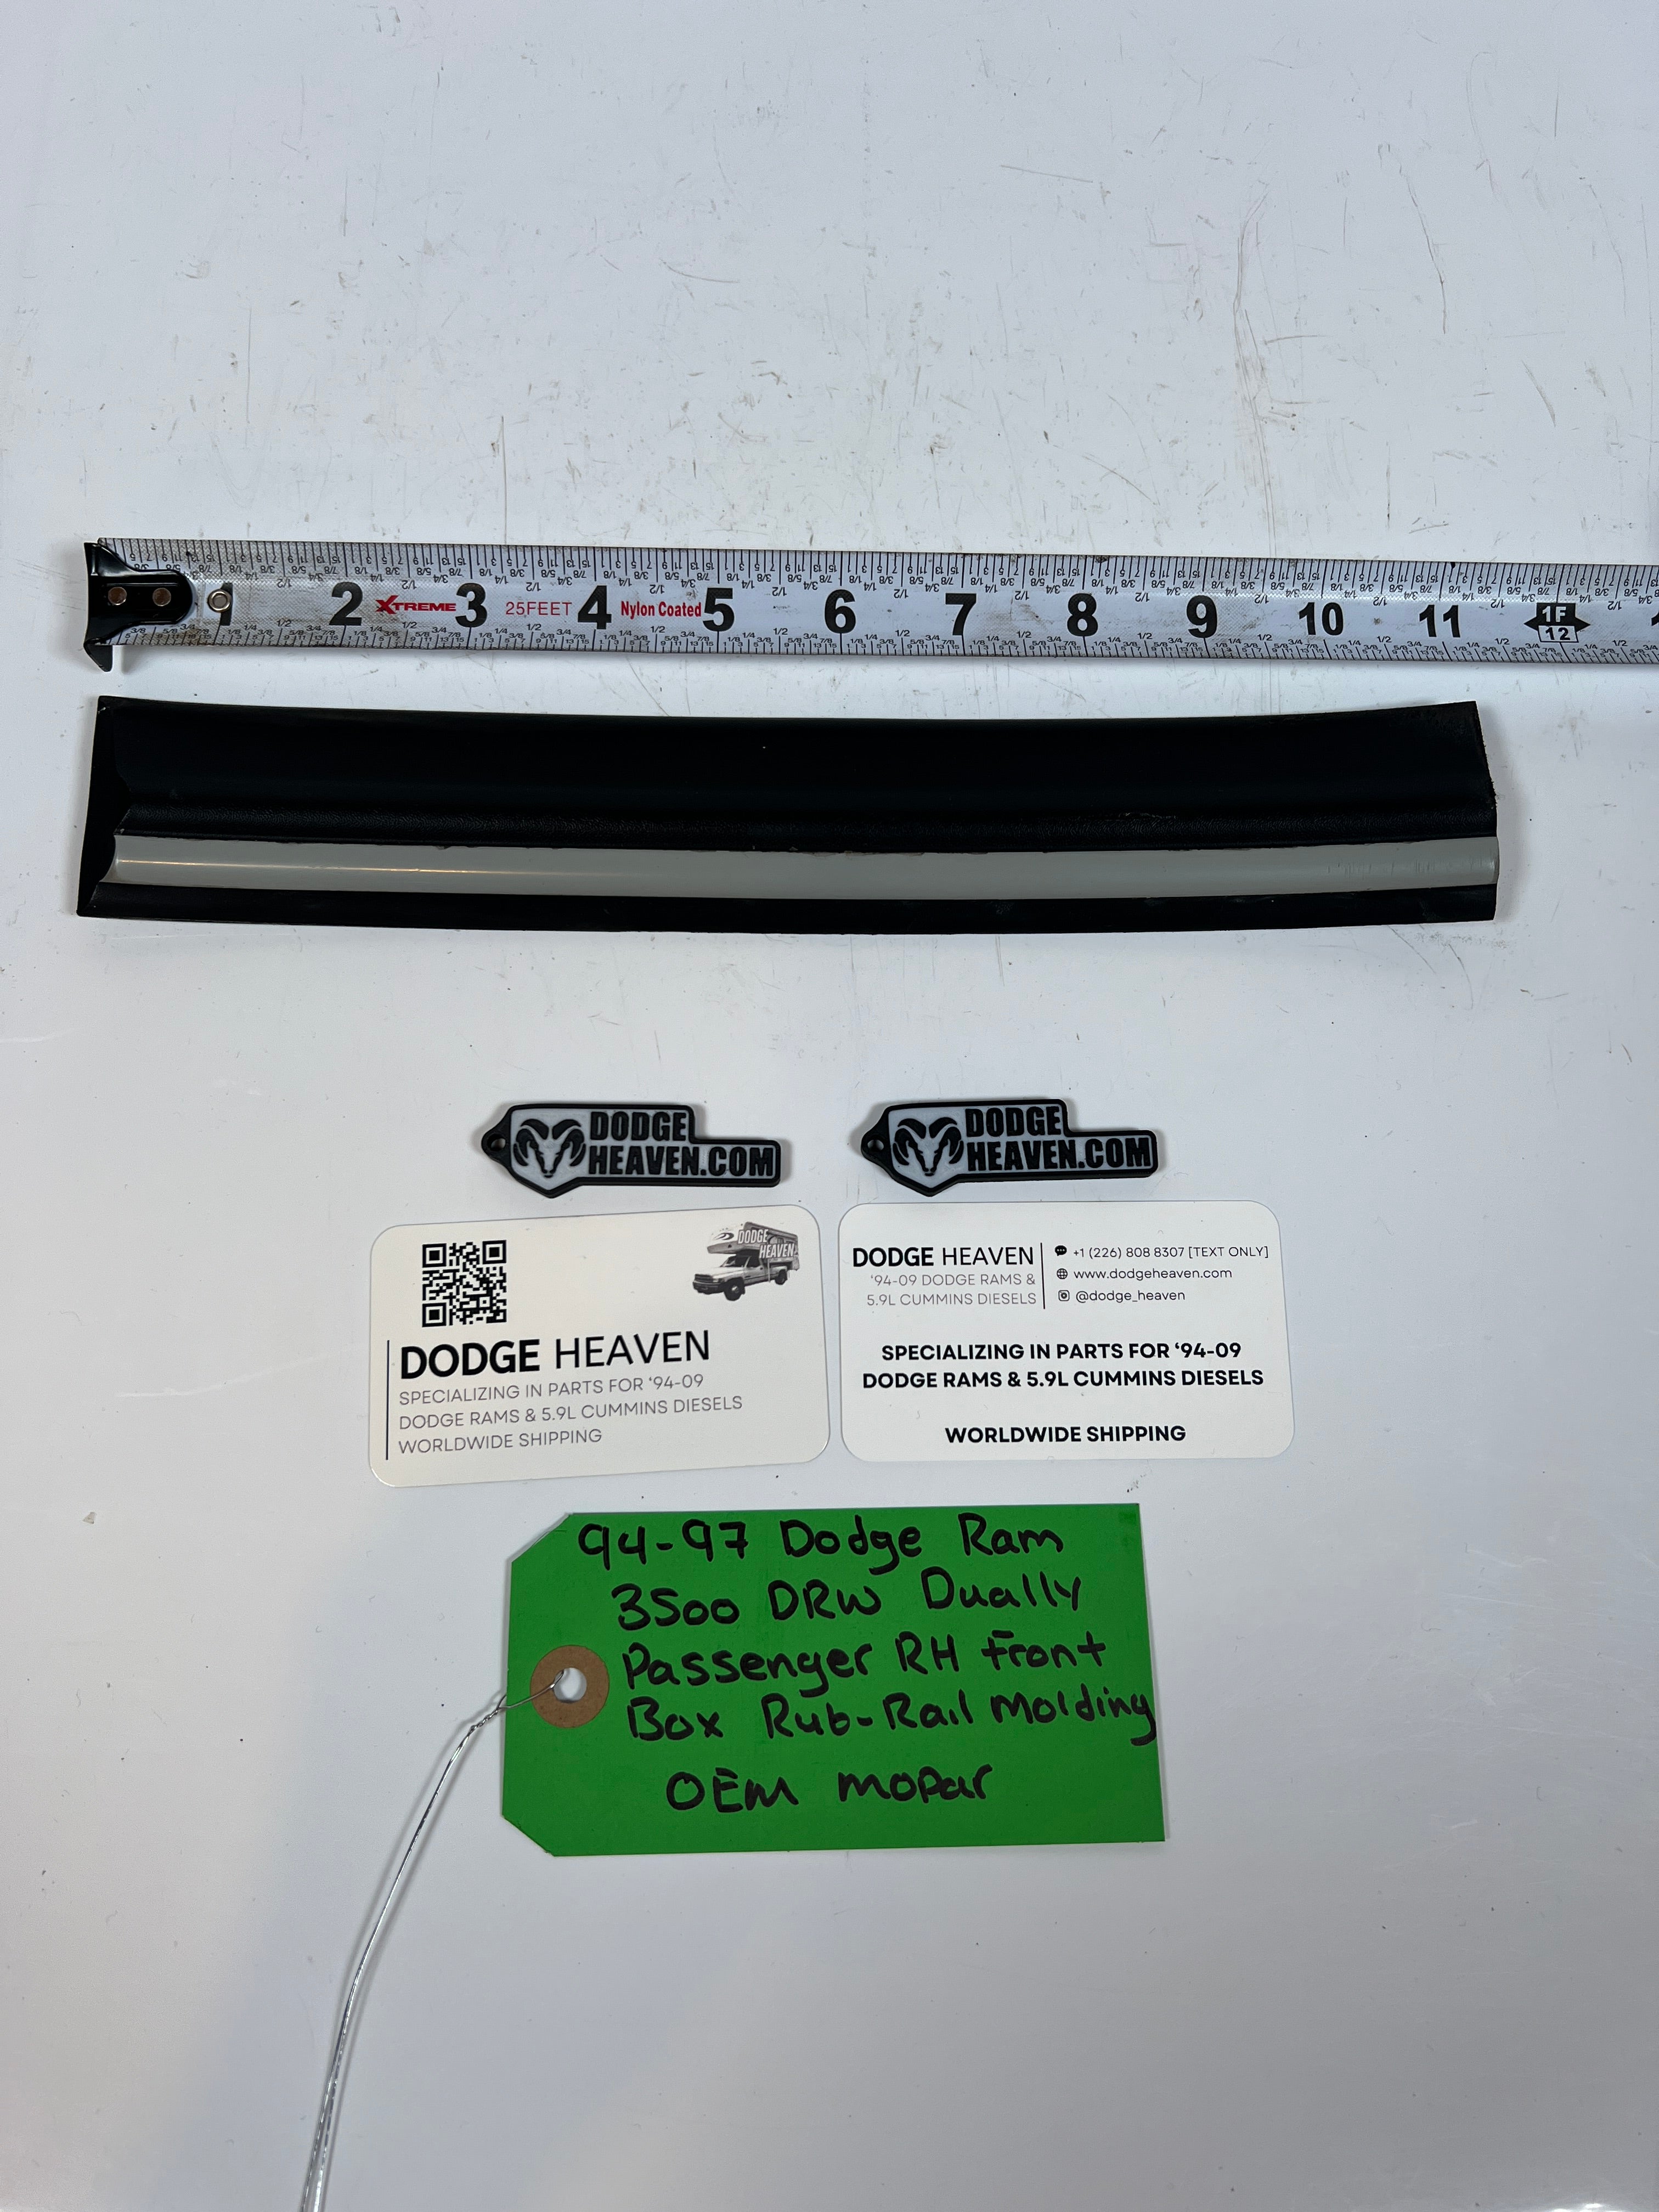 1 2 XTREME 3 25FEET 4 Nylon Coated 5 6 7 8 9 10 11 1F 12
DODGE
HEAVEN.COM
DODGE
HEAVEN.COM
DODGE
HEAVEN
DODGE HEAVEN
SPECIALIZING IN PARTS FOR ‘94-09
DODGE RAMS & 5.9L CUMMINS DIESELS
WORLDWIDE SHIPPING
DODGE HEAVEN
‘94-09 DODGE RAMS &
5.9L CUMMINS DIESELS
+1 (226) 808 8307 [TEXT ONLY]
www.dodgeheaven.com
@dodge_heaven
SPECIALIZING IN PARTS FOR ‘94-09
DODGE RAMS & 5.9L CUMMINS DIESELS
WORLDWIDE SHIPPING
94-97 Dodge Ram
3500 DRW Dually
Passenger RH Front
Box Rub-Rail Molding
OEM Mopar